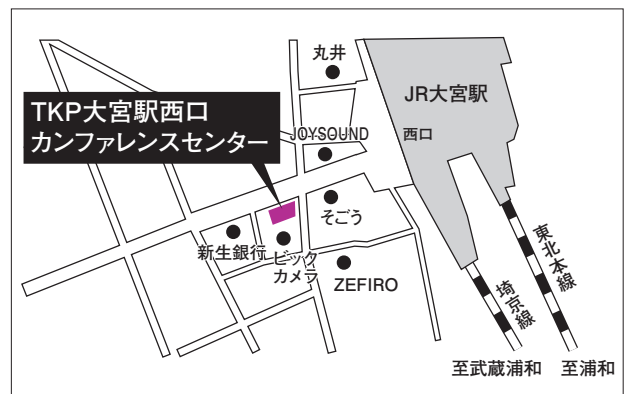 丸井
JR大宮駅
TKP大宮駅西口
カンファレンスセンター
JOYSOUND
西口
そごう
新生銀行
ビック
カメラ
ZEFIRO
東北本線
埼京線
至武蔵浦和
至浦和